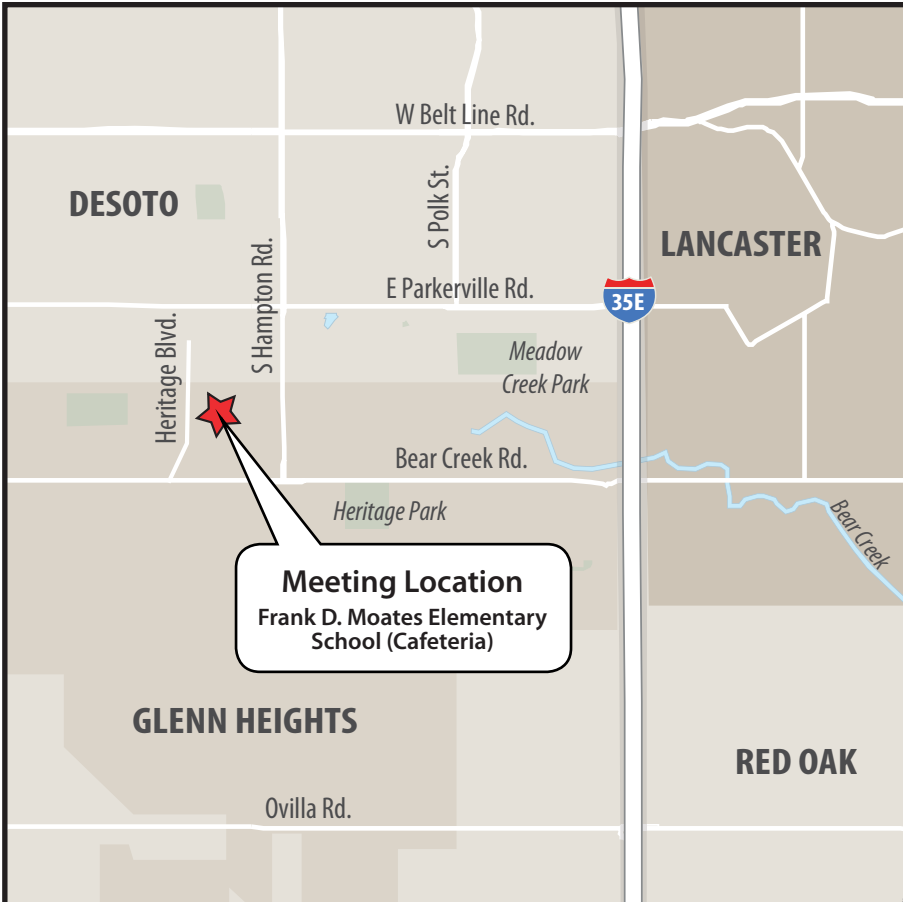 W Belt Line Rd.
DESOTO
S Polk St.
LANCASTER
S Hampton Rd.
E Parkerville Rd.
35E
Heritage Blvd.
Meadow
Creek Park
Bear Creek Rd.
Heritage Park
Bear Creek
Meeting Location
Frank D. Moates Elementary
School (Cafeteria)
GLENN HEIGHTS
RED OAK
Ovilla Rd.